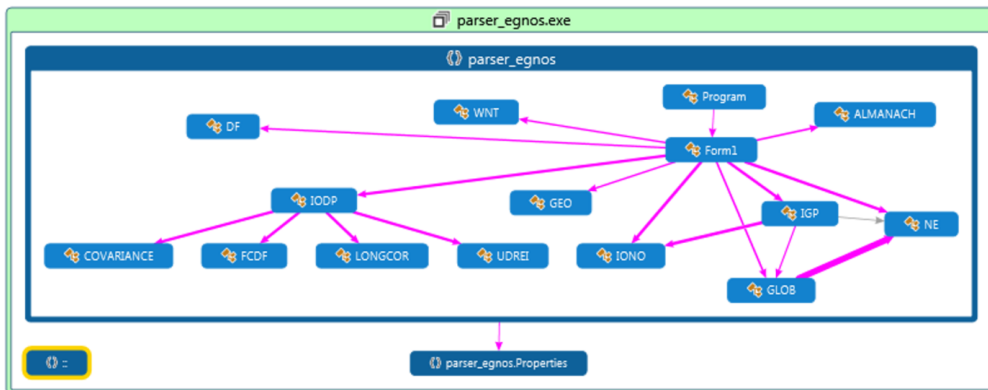 parser_egnos.exe
parser_egnos
Program
WNT
ALMANACH
DF
Form1
IODP
GEO
IGP
NE
COVARIANCE
FCDF
LONGCOR
UDREI
IONO
GLOB
::
parser_egnos.Properties